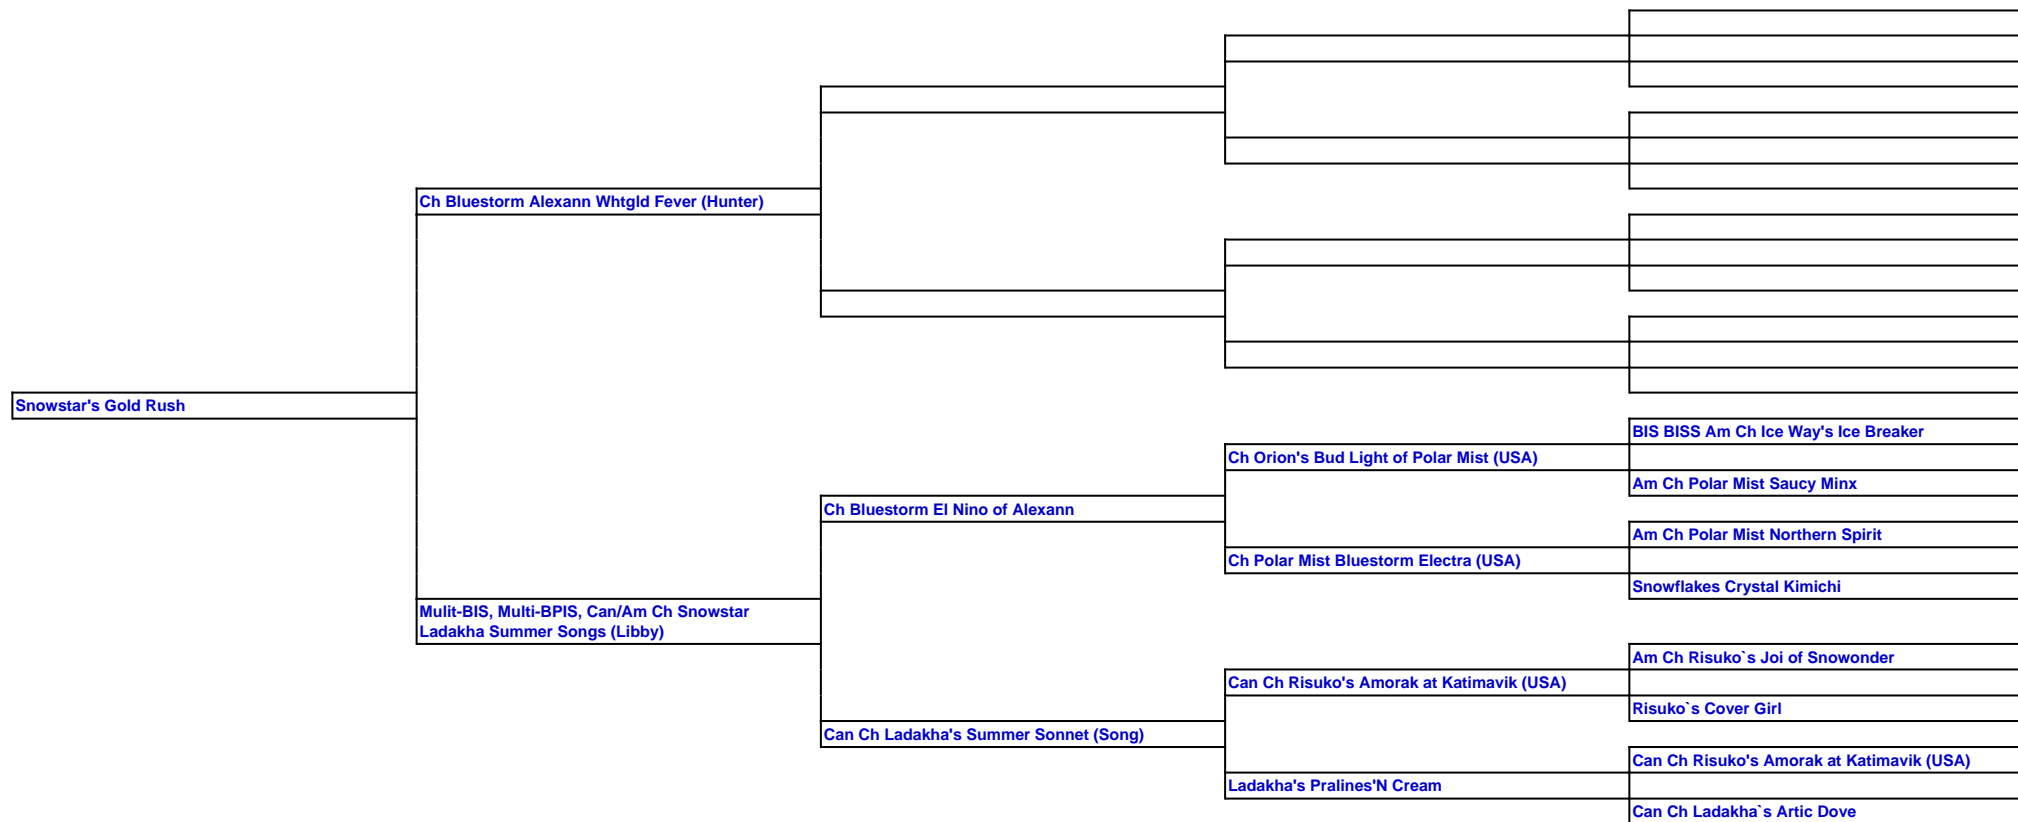 Ch Bluestorm Alexann Whtgld Fever (Hunter)
Snowstar's Gold Rush
BIS BISS Am Ch Ice Way's Ice Breaker
Ch Orion's Bud Light of Polar Mist (USA)
Am Ch Polar Mist Saucy Minx
Ch Bluestorm El Nino of Alexann
Am Ch Polar Mist Northern Spirit
Ch Polar Mist Bluestorm Electra (USA)
Snowflakes Crystal Kimichi
Mulit-BIS, Multi-BPIS, Can/Am Ch Snowstar
Ladakha Summer Songs (Libby)
Am Ch Risuko`s Joi of Snowonder
Can Ch Risuko's Amorak at Katimavik (USA)
Risuko`s Cover Girl
Can Ch Ladakha's Summer Sonnet (Song)
Can Ch Risuko's Amorak at Katimavik (USA)
Ladakha's Pralines'N Cream
Can Ch Ladakha`s Artic Dove